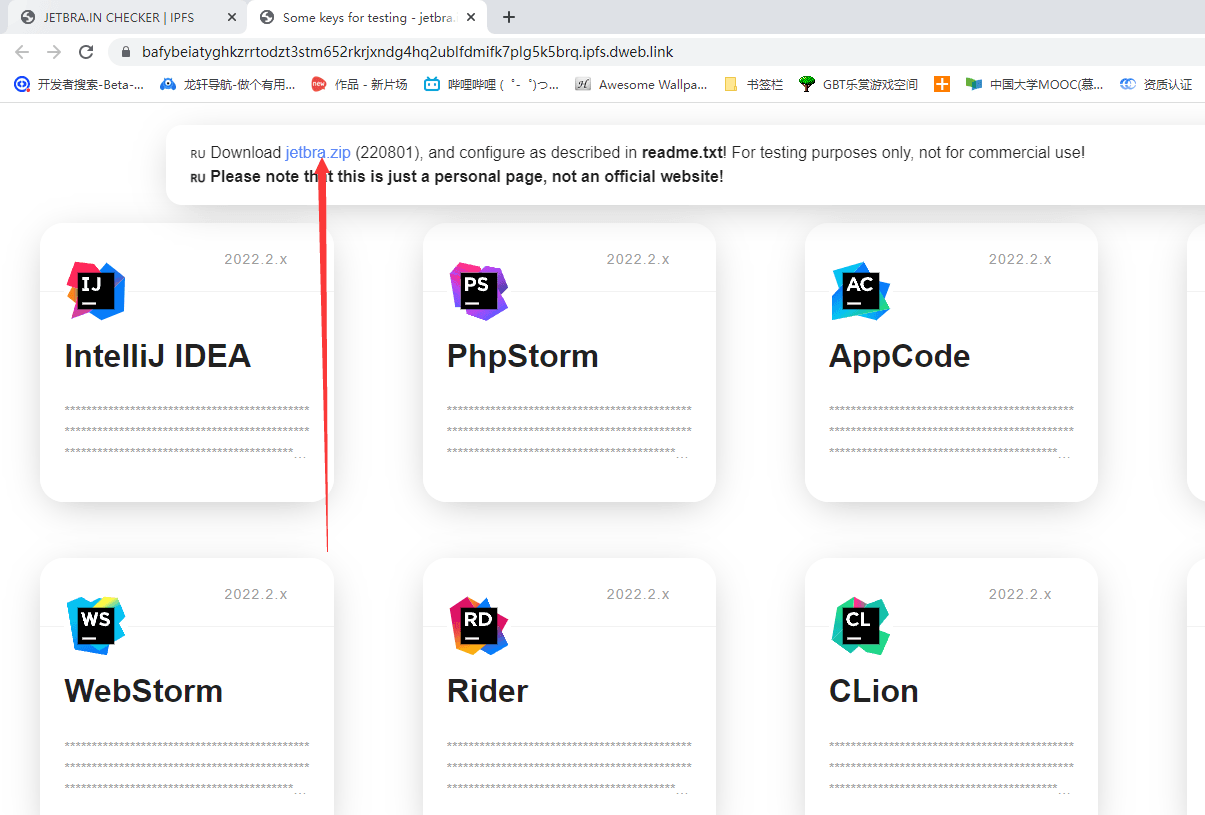 JETBRA.IN CHECKER | IPFS
Some keys for testing - jetbra.
bafybeiatyghkzrrtodzt3stm652rkrjxndg4hq2ublfdmifk7plg5k5brq.ipfs.dweb.link
开发者搜索-Beta-... 龙轩导航-做个有用... 作品 - 新片场 哔哩哔哩 ( ゜- ゜)つ... Awesome Wallpa... 书签栏 GBT乐赏游戏空间 中国大学MOOC(慕... 资质认证
RU Download jetbra.zip (220801), and configure as described in readme.txt! For testing purposes only, not for commercial use!
RU Please note that this is just a personal page, not an official website!
2022.2.x
IJ
IntelliJ IDEA
*********************************************
*********************************************
******************************************...
2022.2.x
PS
PhpStorm
*********************************************
*********************************************
******************************************...
2022.2.x
AC
AppCode
*********************************************
*********************************************
******************************************...
2022.2.x
WS
WebStorm
*********************************************
*********************************************
******************************************...
2022.2.x
RD
Rider
*********************************************
*********************************************
******************************************...
2022.2.x
CL
CLion
*********************************************
*********************************************
******************************************...